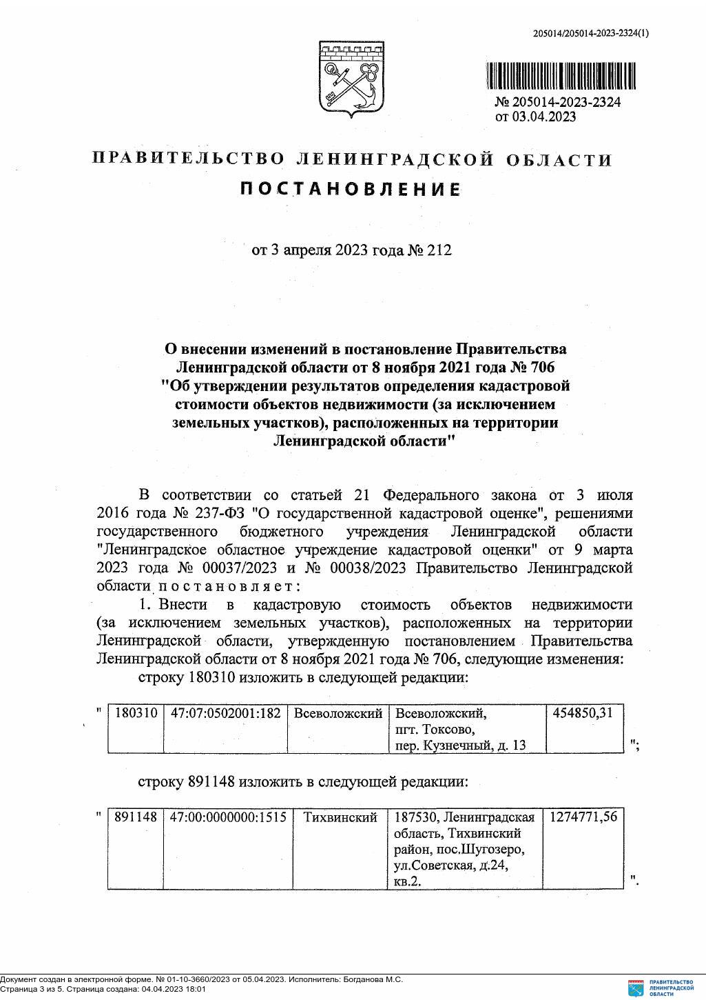 205014/205014-2023-2324(1)
№ 205014-2023-2324
от 03.04.2023
ПРАВИТЕЛЬСТВО ЛЕНИНГРАДСКОЙ ОБЛАСТИ
ПОСТАНОВЛЕНИЕ
от 3 апреля 2023 года № 212
О внесении изменений в постановление Правительства
Ленинградской области от 8 ноября 2021 года № 706
"Об утверждении результатов определения кадастровой
стоимости объектов недвижимости (за исключением
земельных участков), расположенных на территории
Ленинградской области"
В соответствии со статьей 21 Федерального закона от 3 июля
2016 года № 237-ФЗ "О государственной кадастровой оценке", решениями
государственного бюджетного учреждения Ленинградской области
"Ленинградское областное учреждение кадастровой оценки" от 9 марта
2023 года № 00037/2023 и № 00038/2023 Правительство Ленинградской
области п о с т а н о в л я е т :
1. Внести в кадастровую стоимость объектов недвижимости
(за исключением земельных участков), расположенных на территории
Ленинградской области, утвержденную постановлением Правительства
Ленинградской области от 8 ноября 2021 года № 706, следующие изменения:
строку 180310 изложить в следующей редакции:
" 180310 47:07:0502001:182 Всеволожский Всеволожский, 454850,31
пгт. Токсово,
пер. Кузнечный, д. 13 ";
строку 891148 изложить в следующей редакции:
" 891148 47:00:0000000:1515 Тихвинский 187530, Ленинградская 1274771,56
область, Тихвинский
район, пос.Шугозеро,
ул.Советская, д.24,
кв.2. ".
Документ создан в электронной форме. № 01-10-3660/2023 от 05.04.2023. Исполнитель: Богданова М.С.
Страница 3 из 5. Страница создана: 04.04.2023 18:01
ПРАВИТЕЛЬСТВО
ЛЕНИНГРАДСКОЙ
ОБЛАСТИ